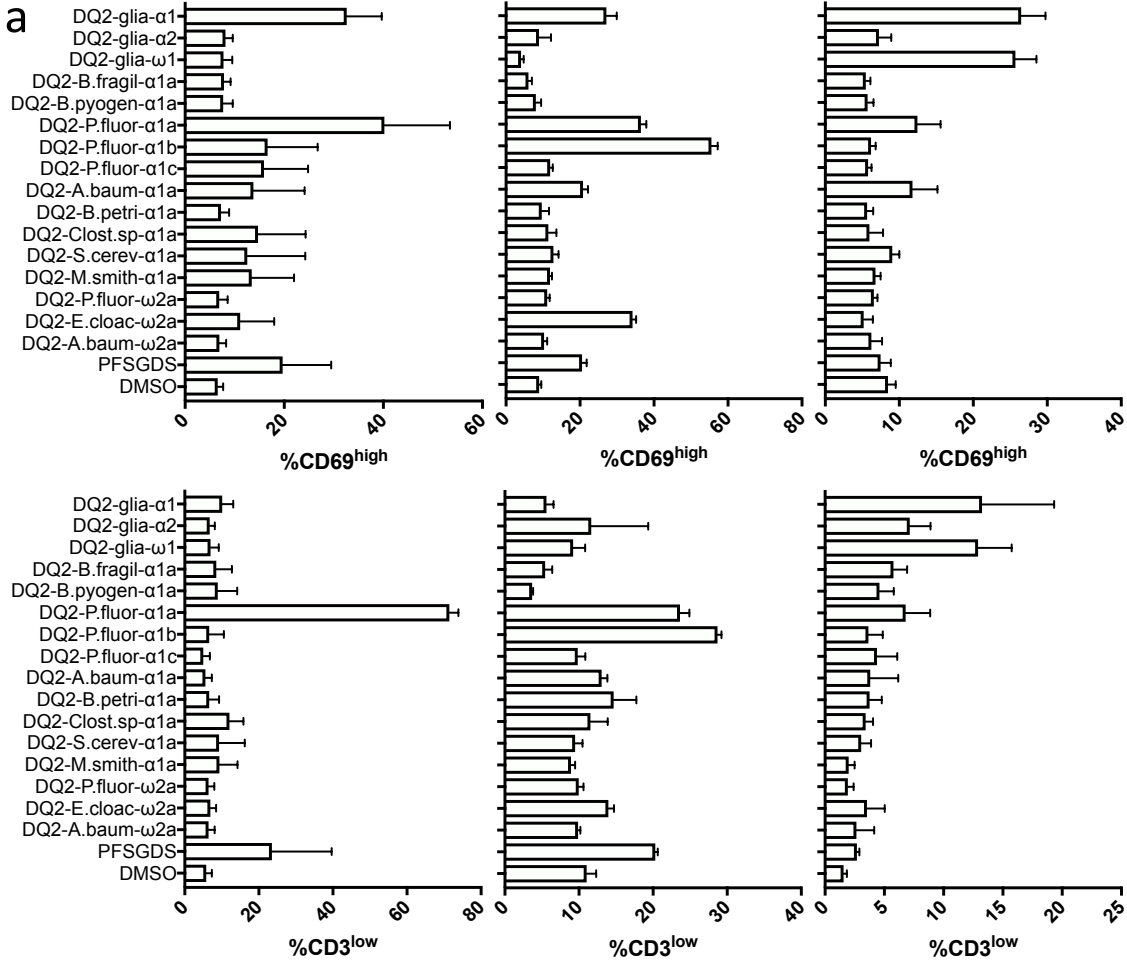 a
DQ2-glia-α1
DQ2-glia-α2
DQ2-glia-ω1
DQ2-B.fragil-α1a
DQ2-B.pyogen-α1a
DQ2-P.fluor-α1a
DQ2-P.fluor-α1b
DQ2-P.fluor-α1c
DQ2-A.baum-α1a
DQ2-B.petri-α1a
DQ2-Clost.sp-α1a
DQ2-S.cerev-α1a
DQ2-M.smith-α1a
DQ2-P.fluor-ω2a
DQ2-E.cloac-ω2a
DQ2-A.baum-ω2a
PFSGDS
DMSO
0 20 40 60
%CD69high
0 20 40 60 80
%CD69high
0 10 20 30 40
%CD69high
DQ2-glia-α1
DQ2-glia-α2
DQ2-glia-ω1
DQ2-B.fragil-α1a
DQ2-B.pyogen-α1a
DQ2-P.fluor-α1a
DQ2-P.fluor-α1b
DQ2-P.fluor-α1c
DQ2-A.baum-α1a
DQ2-B.petri-α1a
DQ2-Clost.sp-α1a
DQ2-S.cerev-α1a
DQ2-M.smith-α1a
DQ2-P.fluor-ω2a
DQ2-E.cloac-ω2a
DQ2-A.baum-ω2a
PFSGDS
DMSO
0 20 40 60 80
%CD3low
0 10 20 30 40
%CD3low
0 5 10 15 20 25
%CD3low